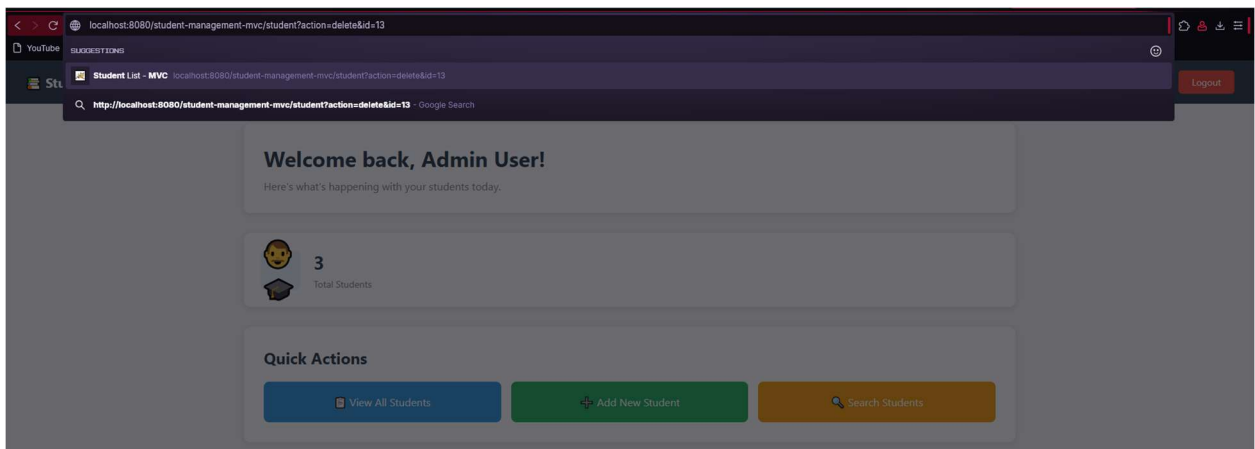 localhost:8080/student-management-mvc/student?action=delete&id=13
YouTube
SUGGESTIONS
Student List - MVC localhost:8080/student-management-mvc/student?action=delete&id=13
Logout
http://localhost:8080/student-management-mvc/student?action=delete&id=13 - Google Search
Welcome back, Admin User!
Here's what's happening with your students today.
3
Total Students
Quick Actions
View All Students
Add New Student
Search Students